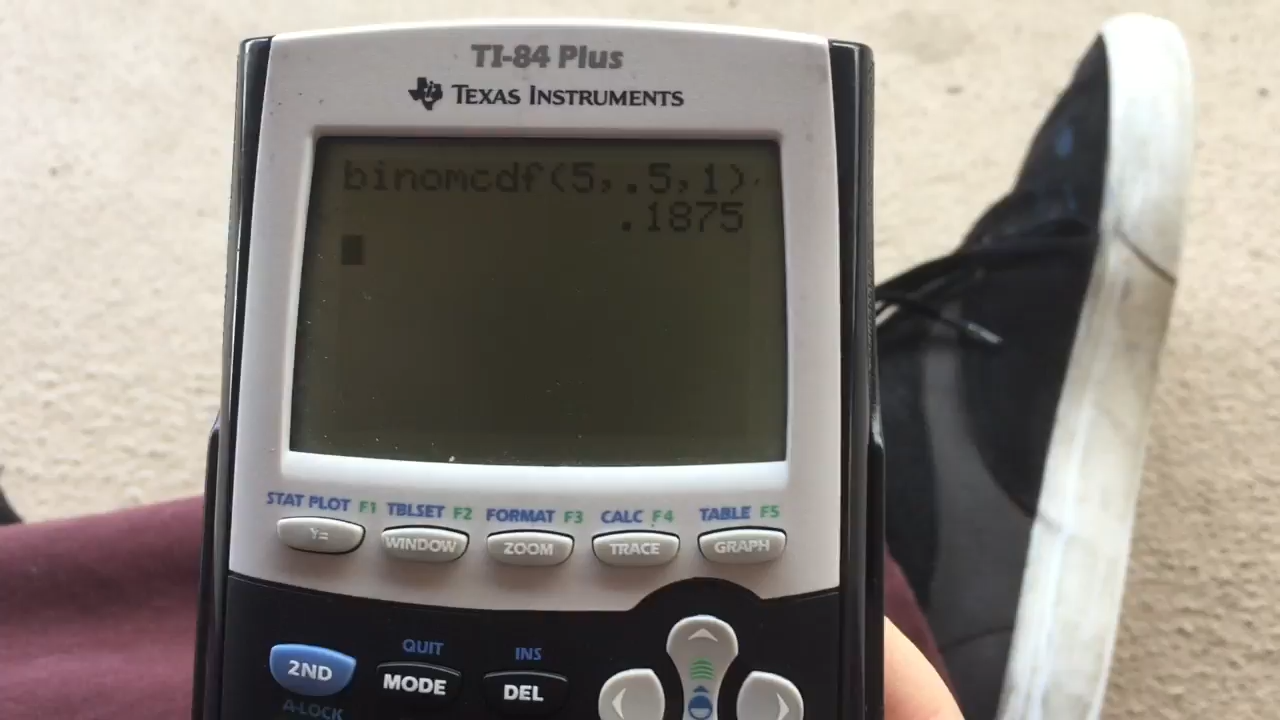 TI-84 Plus
TEXAS INSTRUMENTS
binomcdf(5,.5,1)
.1875
STAT PLOT F1 TBLSET F2 FORMAT F3 CALC F4 TABLE F5
Y= WINDOW ZOOM TRACE GRAPH
QUIT INS
2ND MODE DEL
A-LOCK